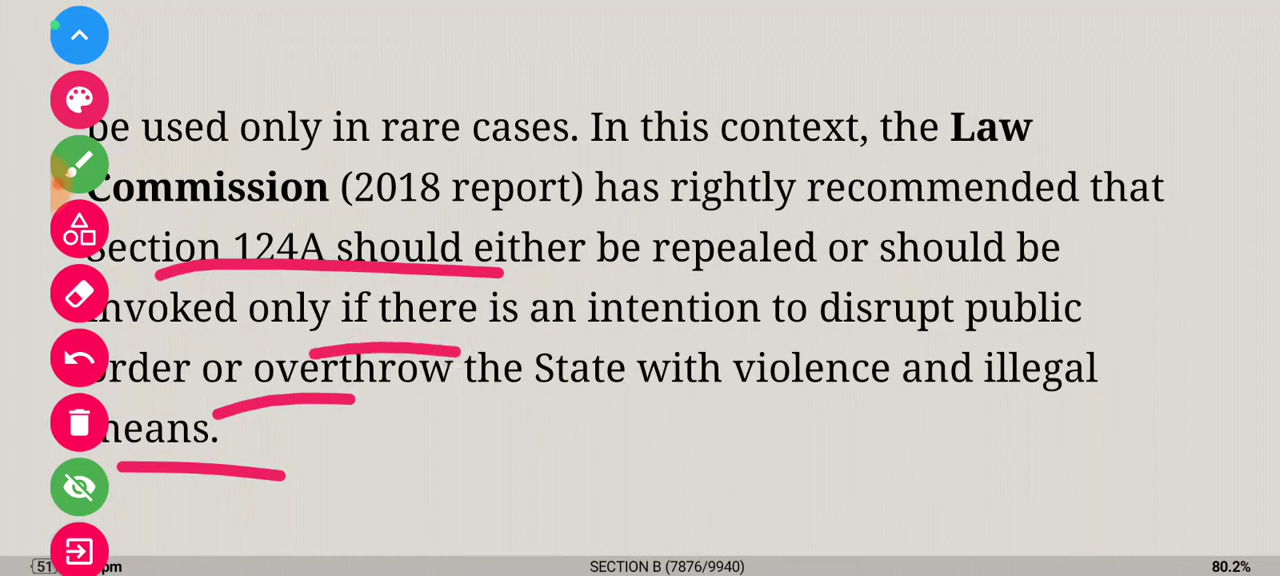 be used only in rare cases. In this context, the Law
Commission (2018 report) has rightly recommended that
Section 124A should either be repealed or should be
invoked only if there is an intention to disrupt public
order or overthrow the State with violence and illegal
means.
51 pm SECTION B (7876/9940) 80.2%